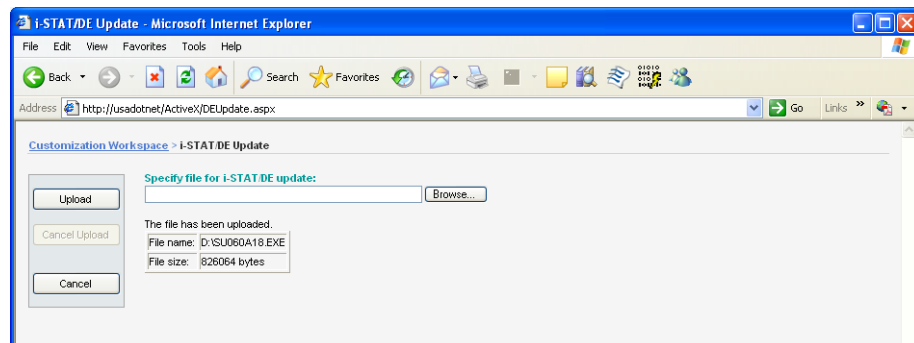 i-STAT/DE Update - Microsoft Internet Explorer
File Edit View Favorites Tools Help
Back Search Favorites
Address http://usadotnet/ActiveX/DEUpdate.aspx Go Links »
Customization Workspace > i-STAT/DE Update
Specify file for i-STAT/DE update:
Browse...
Upload
The file has been uploaded.
Cancel Upload
File name: D:\SU060A18.EXE
File size: 826064 bytes
Cancel